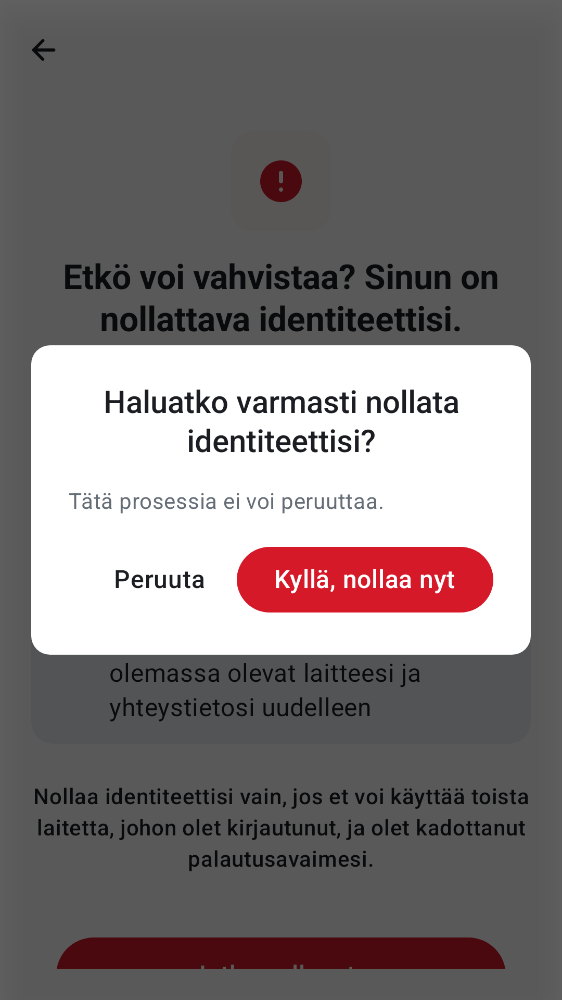 Etkö voi vahvistaa? Sinun on
nollattava identiteettisi.
Haluatko varmasti nollata
identiteettisi?
Tätä prosessia ei voi peruuttaa.
Peruuta
Kyllä, nollaa nyt
olemassa olevat laitteesi ja
yhteystietosi uudelleen
Nollaa identiteettisi vain, jos et voi käyttää toista
laitetta, johon olet kirjautunut, ja olet kadottanut
palautusavaimesi.